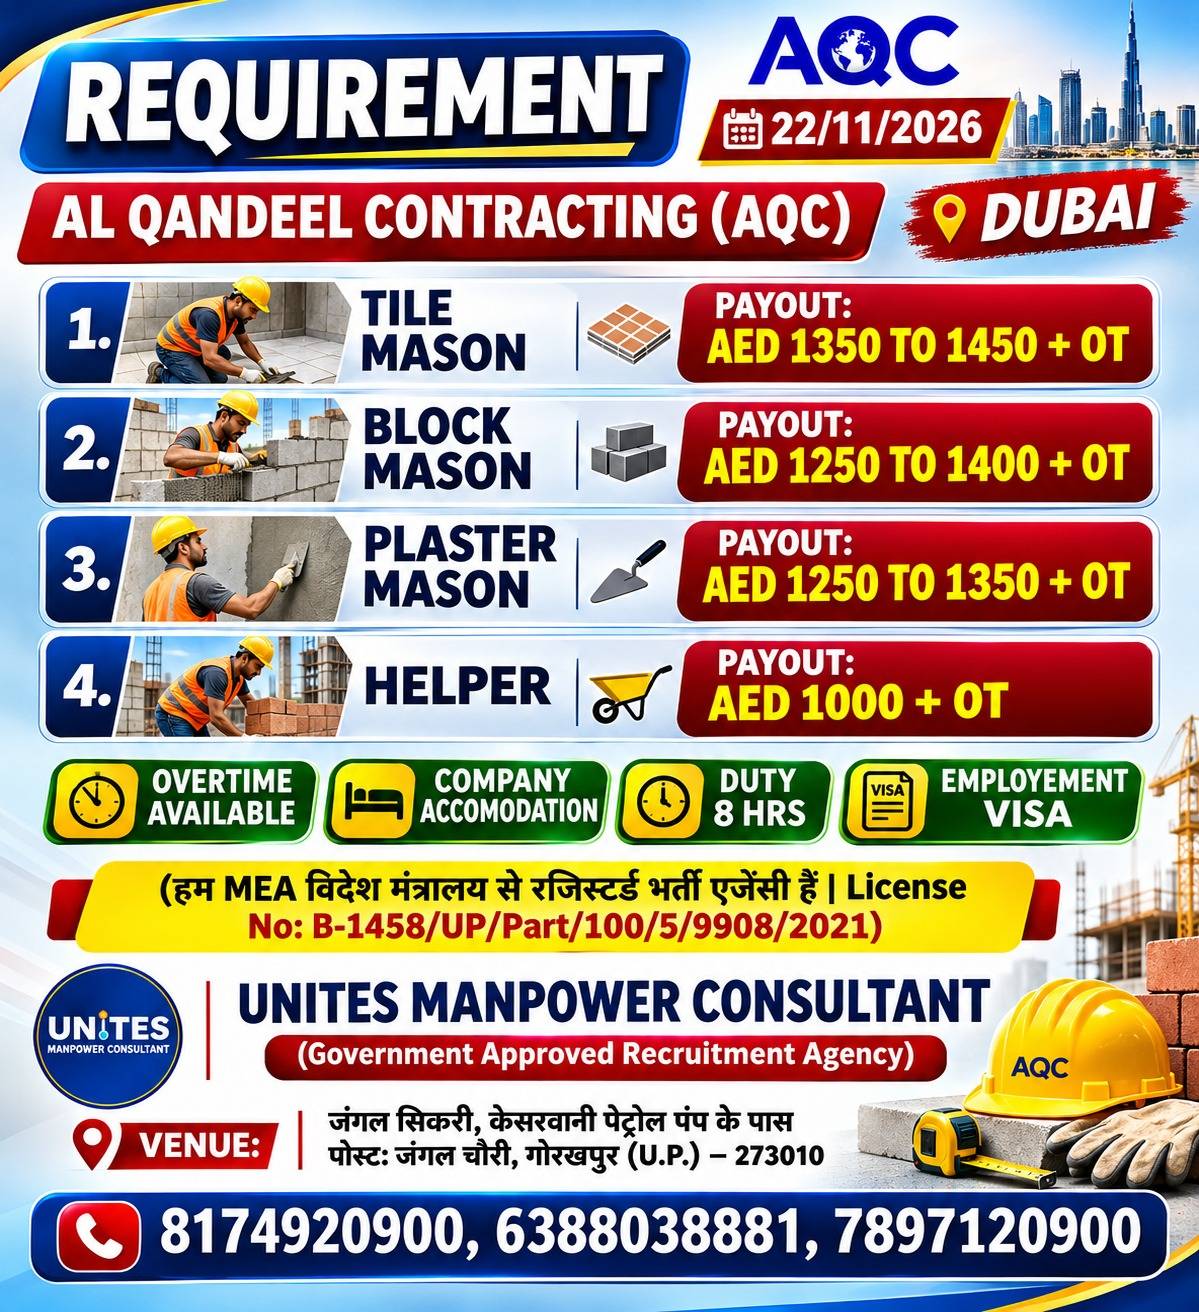 REQUIREMENT
AQC
22/11/2026
AL QANDEEL CONTRACTING (AQC)
DUBAI
1.
TILE
MASON
PAYOUT:
AED 1350 TO 1450 + OT
2.
BLOCK
MASON
PAYOUT:
AED 1250 TO 1400 + OT
3.
PLASTER
MASON
PAYOUT:
AED 1250 TO 1350 + OT
4.
HELPER
PAYOUT:
AED 1000 + OT
OVERTIME
AVAILABLE
COMPANY
ACCOMODATION
DUTY
8 HRS
VISA
EMPLOYEMENT
VISA
(हम MEA विदेश मंत्रालय से रजिस्टर्ड भर्ती एजेंसी हैं | License
No: B-1458/UP/Part/100/5/9908/2021)
UNITES
MANPOWER CONSULTANT
UNITES MANPOWER CONSULTANT
(Government Approved Recruitment Agency)
AQC
VENUE:
जंगल सिकरी, केसरवानी पेट्रोल पंप के पास
पोस्ट: जंगल चौरी, गोरखपुर (U.P.) – 273010
8174920900, 6388038881, 7897120900